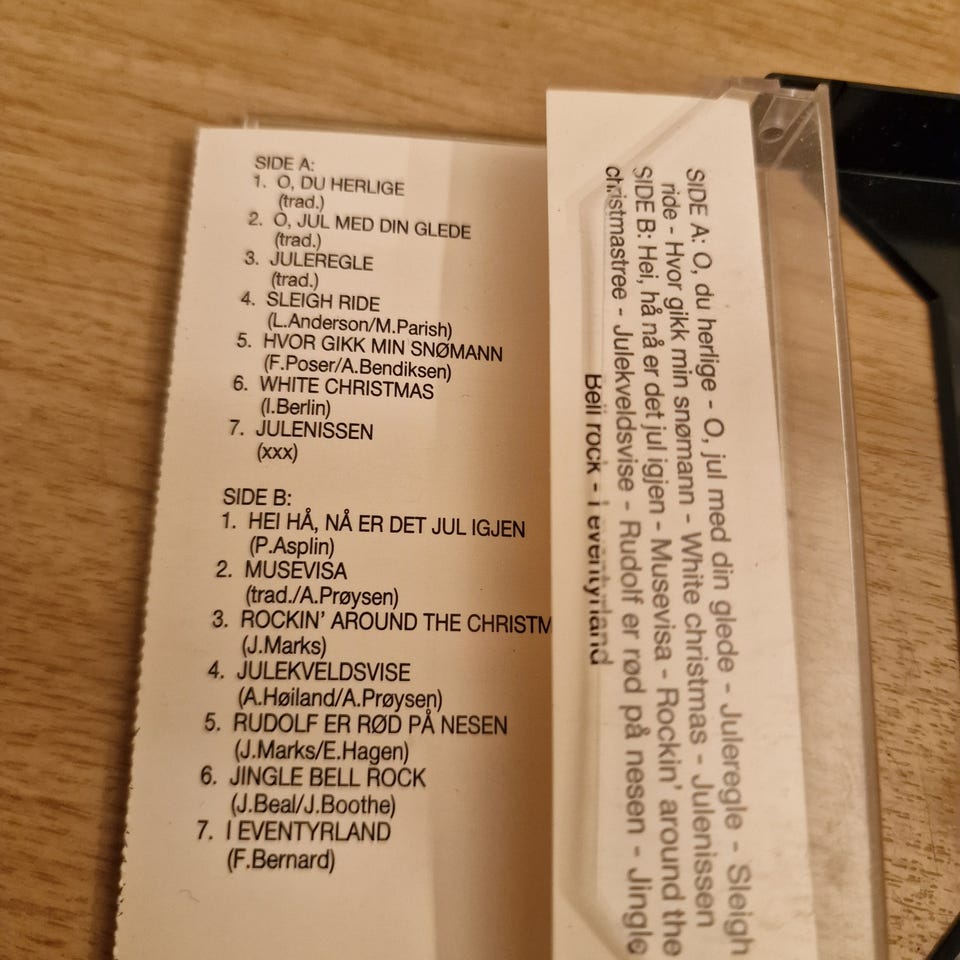 SIDE A:
1. O, DU HERLIGE
(trad.)
2. O, JUL MED DIN GLEDE
(trad.)
3. JULEREGLE
(trad.)
4. SLEIGH RIDE
(L.Anderson/M.Parish)
5. HVOR GIKK MIN SNØMANN
(F.Poser/A.Bendiksen)
6. WHITE CHRISTMAS
(I.Berlin)
7. JULENISSEN
(xxx)
SIDE B:
1. HEI HÅ, NÅ ER DET JUL IGJEN
(P.Asplin)
2. MUSEVISA
(trad./A.Prøysen)
3. ROCKIN' AROUND THE CHRISTM
(J.Marks)
4. JULEKVELDSVISE
(A.Høiland/A.Prøysen)
5. RUDOLF ER RØD PÅ NESEN
(J.Marks/E.Hagen)
6. JINGLE BELL ROCK
(J.Beal/J.Boothe)
7. I EVENTYRLAND
(F.Bernard)
SIDE A: O, du herlige - O, jul med din glede - Juleregle - Sleigh
ride - Hvor gikk min snømann - White christmas - Julenissen
SIDE B: Hei, hå nå er det jul igjen - Musevisa - Rockin' around the
christmastree - Julekveldsvise - Rudolf er rød på nesen - Jingle
Bell rock - I eventyrland